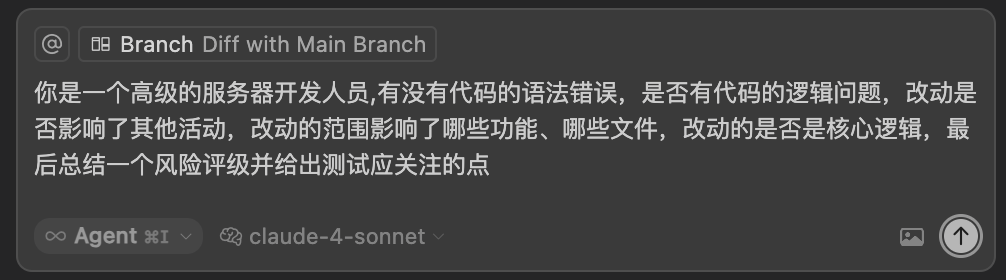 @ Branch Diff with Main Branch
你是一个高级的服务器开发人员,有没有代码的语法错误，是否有代码的逻辑问题，改动是
否影响了其他活动，改动的范围影响了哪些功能、哪些文件，改动的是否是核心逻辑，最
后总结一个风险评级并给出测试应关注的点
∞ Agent ⌘I claude-4-sonnet